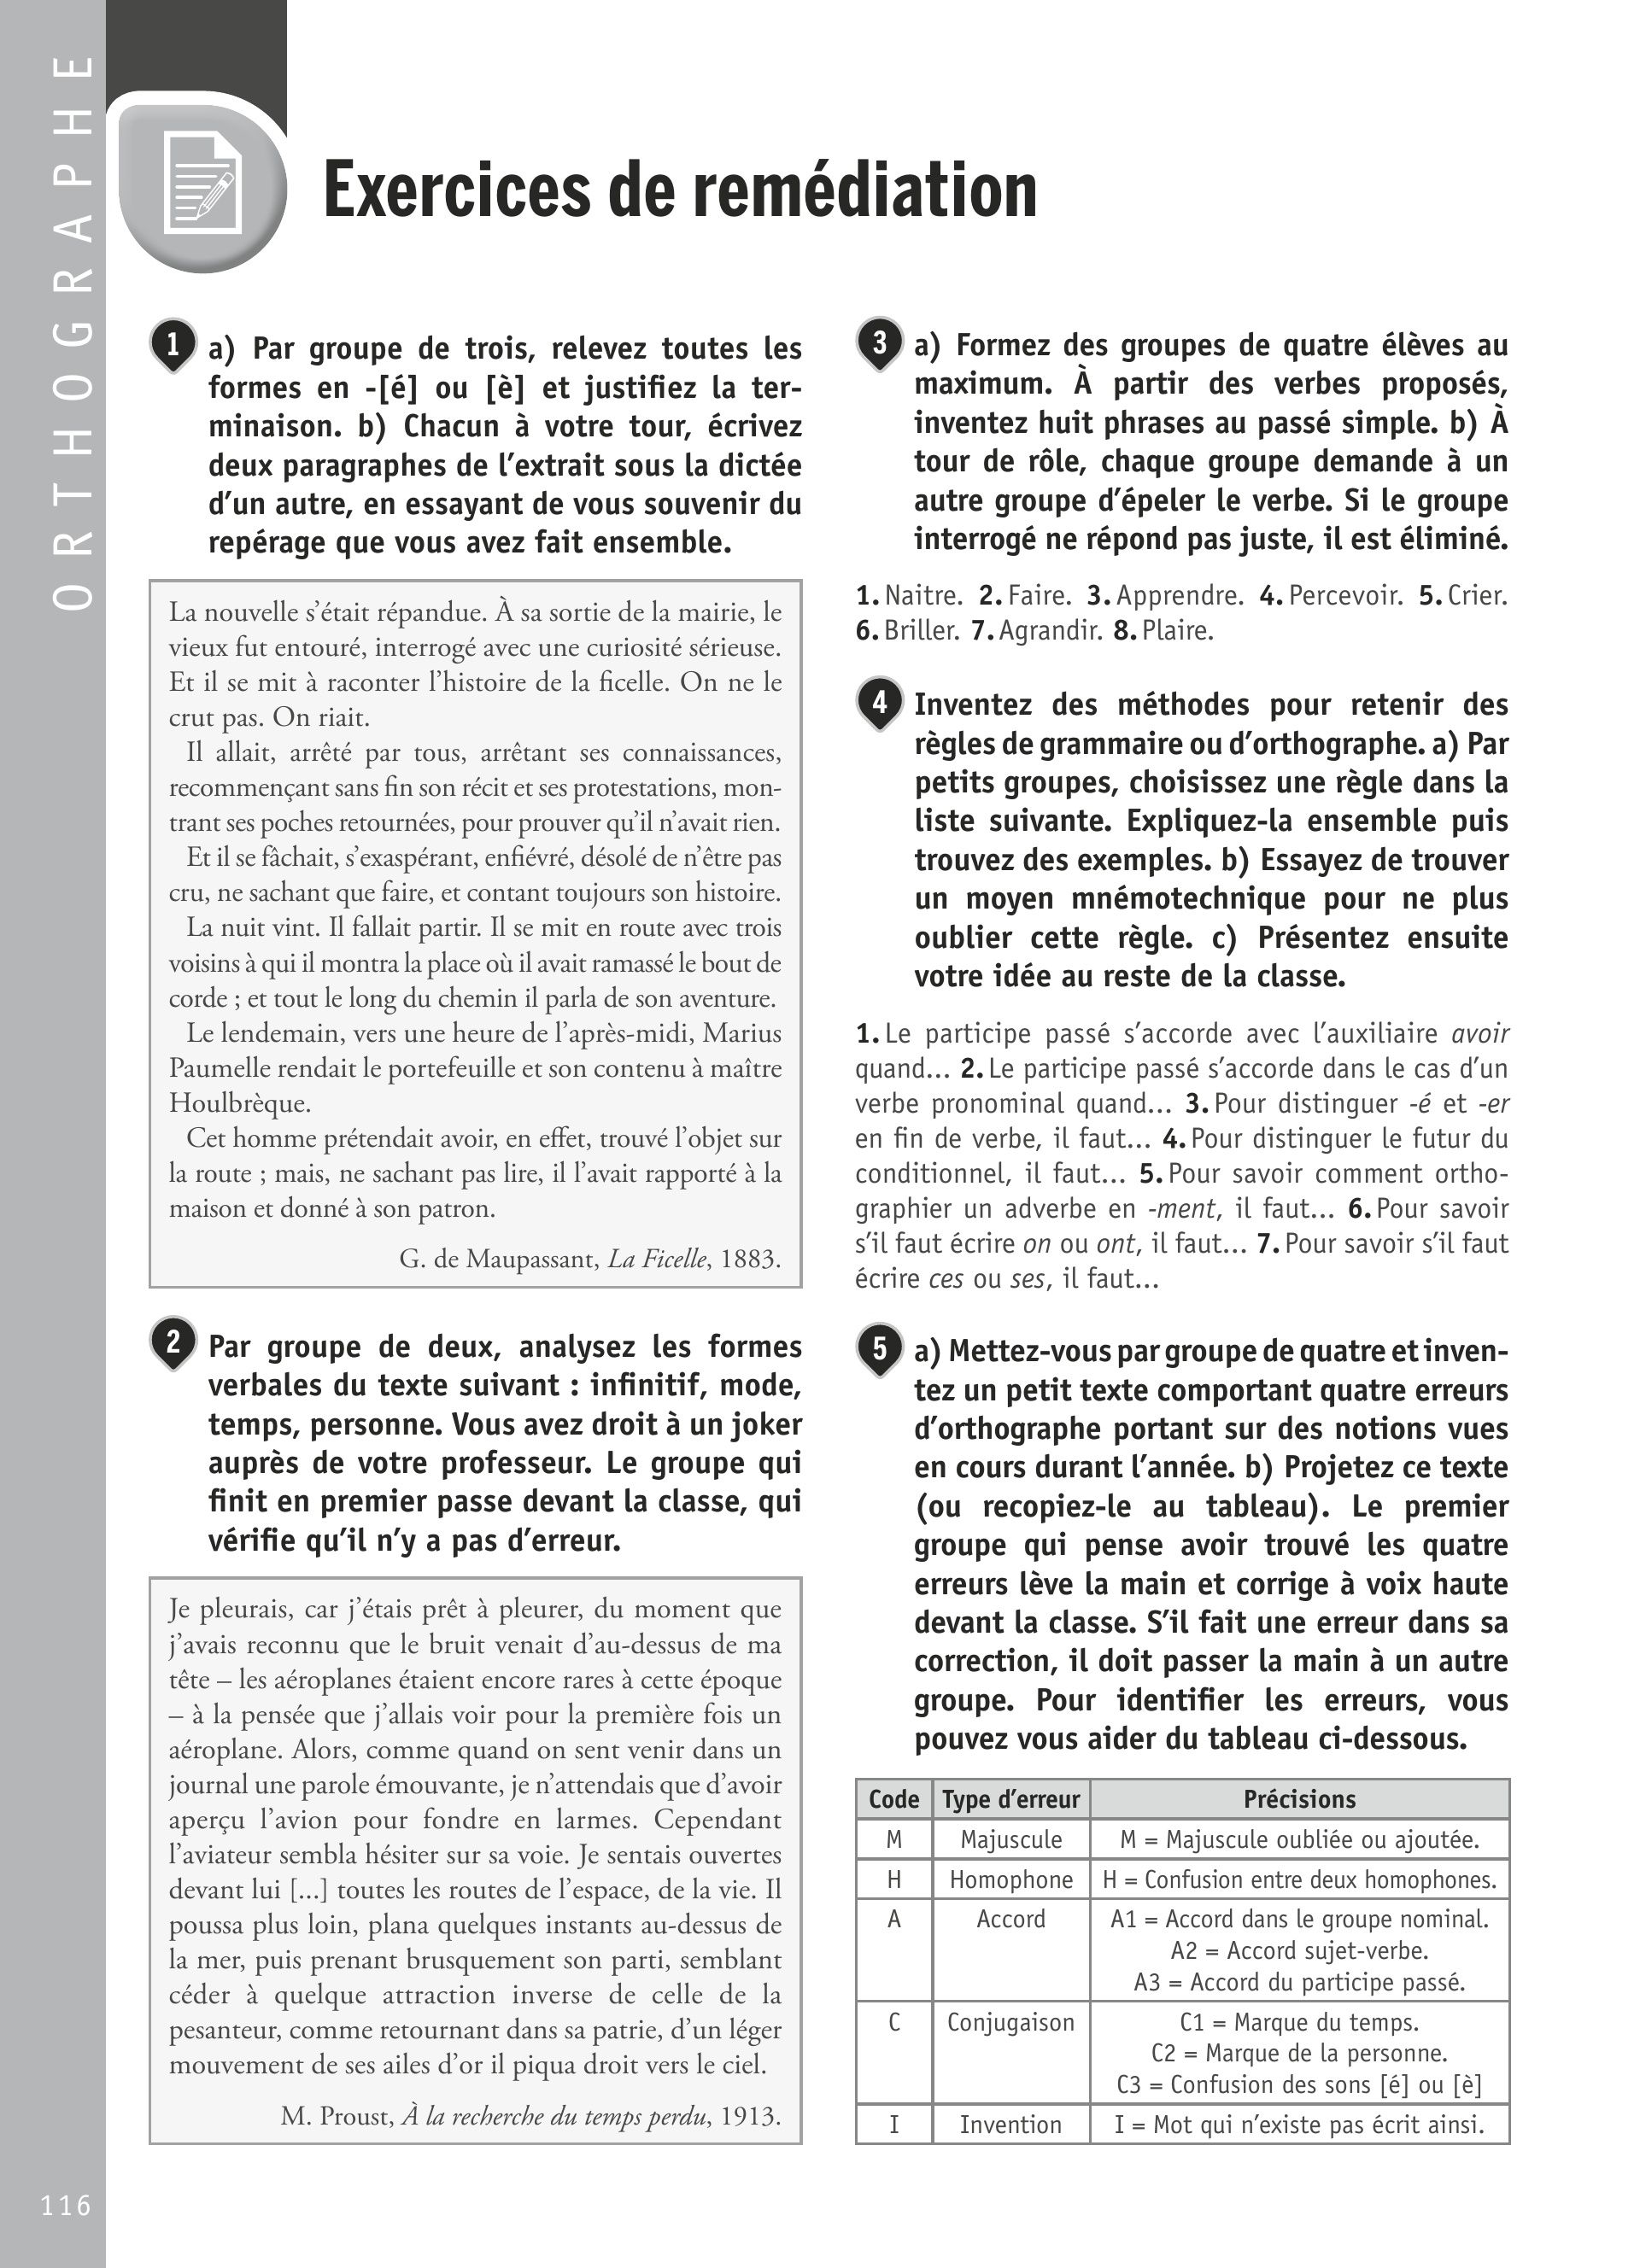 ORTHOGRAPHE
Exercices de remédiation
1 a) Par groupe de trois, relevez toutes les
formes en -[é] ou [è] et justifiez la ter-
minaison. b) Chacun à votre tour, écrivez
deux paragraphes de l’extrait sous la dictée
d’un autre, en essayant de vous souvenir du
repérage que vous avez fait ensemble.
La nouvelle s’était répandue. À sa sortie de la mairie, le
vieux fut entouré, interrogé avec une curiosité sérieuse.
Et il se mit à raconter l’histoire de la ficelle. On ne le
crut pas. On riait.
Il allait, arrêté par tous, arrêtant ses connaissances,
recommençant sans fin son récit et ses protestations, mon-
trant ses poches retournées, pour prouver qu’il n’avait rien.
Et il se fâchait, s’exaspérant, enfiévré, désolé de n’être pas
cru, ne sachant que faire, et contant toujours son histoire.
La nuit vint. Il fallait partir. Il se mit en route avec trois
voisins à qui il montra la place où il avait ramassé le bout de
corde ; et tout le long du chemin il parla de son aventure.
Le lendemain, vers une heure de l’après-midi, Marius
Paumelle rendait le portefeuille et son contenu à maître
Houlbrèque.
Cet homme prétendait avoir, en effet, trouvé l’objet sur
la route ; mais, ne sachant pas lire, il l’avait rapporté à la
maison et donné à son patron.
G. de Maupassant, La Ficelle, 1883.
2 Par groupe de deux, analysez les formes
verbales du texte suivant : infinitif, mode,
temps, personne. Vous avez droit à un joker
auprès de votre professeur. Le groupe qui
finit en premier passe devant la classe, qui
vérifie qu’il n’y a pas d’erreur.
Je pleurais, car j’étais prêt à pleurer, du moment que
j’avais reconnu que le bruit venait d’au-dessus de ma
tête – les aéroplanes étaient encore rares à cette époque
– à la pensée que j’allais voir pour la première fois un
aéroplane. Alors, comme quand on sent venir dans un
journal une parole émouvante, je n’attendais que d’avoir
aperçu l’avion pour fondre en larmes. Cependant
l’aviateur sembla hésiter sur sa voie. Je sentais ouvertes
devant lui [...] toutes les routes de l’espace, de la vie. Il
poussa plus loin, plana quelques instants au-dessus de
la mer, puis prenant brusquement son parti, semblant
céder à quelque attraction inverse de celle de la
pesanteur, comme retournant dans sa patrie, d’un léger
mouvement de ses ailes d’or il piqua droit vers le ciel.
M. Proust, À la recherche du temps perdu, 1913.
3 a) Formez des groupes de quatre élèves au
maximum. À partir des verbes proposés,
inventez huit phrases au passé simple. b) À
tour de rôle, chaque groupe demande à un
autre groupe d’épeler le verbe. Si le groupe
interrogé ne répond pas juste, il est éliminé.
1. Naitre. 2. Faire. 3. Apprendre. 4. Percevoir. 5. Crier.
6. Briller. 7. Agrandir. 8. Plaire.
4 Inventez des méthodes pour retenir des
règles de grammaire ou d’orthographe. a) Par
petits groupes, choisissez une règle dans la
liste suivante. Expliquez-la ensemble puis
trouvez des exemples. b) Essayez de trouver
un moyen mnémotechnique pour ne plus
oublier cette règle. c) Présentez ensuite
votre idée au reste de la classe.
1. Le participe passé s’accorde avec l’auxiliaire avoir
quand... 2. Le participe passé s’accorde dans le cas d’un
verbe pronominal quand... 3. Pour distinguer -é et -er
en fin de verbe, il faut... 4. Pour distinguer le futur du
conditionnel, il faut... 5. Pour savoir comment ortho-
graphier un adverbe en -ment, il faut... 6. Pour savoir
s’il faut écrire on ou ont, il faut... 7. Pour savoir s’il faut
écrire ces ou ses, il faut...
5 a) Mettez-vous par groupe de quatre et inven-
tez un petit texte comportant quatre erreurs
d’orthographe portant sur des notions vues
en cours durant l’année. b) Projetez ce texte
(ou recopiez-le au tableau). Le premier
groupe qui pense avoir trouvé les quatre
erreurs lève la main et corrige à voix haute
devant la classe. S’il fait une erreur dans sa
correction, il doit passer la main à un autre
groupe. Pour identifier les erreurs, vous
pouvez vous aider du tableau ci-dessous.
Code Type d’erreur Précisions
M Majuscule M = Majuscule oubliée ou ajoutée.
H Homophone H = Confusion entre deux homophones.
A Accord A1 = Accord dans le groupe nominal.
A2 = Accord sujet-verbe.
A3 = Accord du participe passé.
C Conjugaison C1 = Marque du temps.
C2 = Marque de la personne.
C3 = Confusion des sons [é] ou [è]
I Invention I = Mot qui n’existe pas écrit ainsi.
116